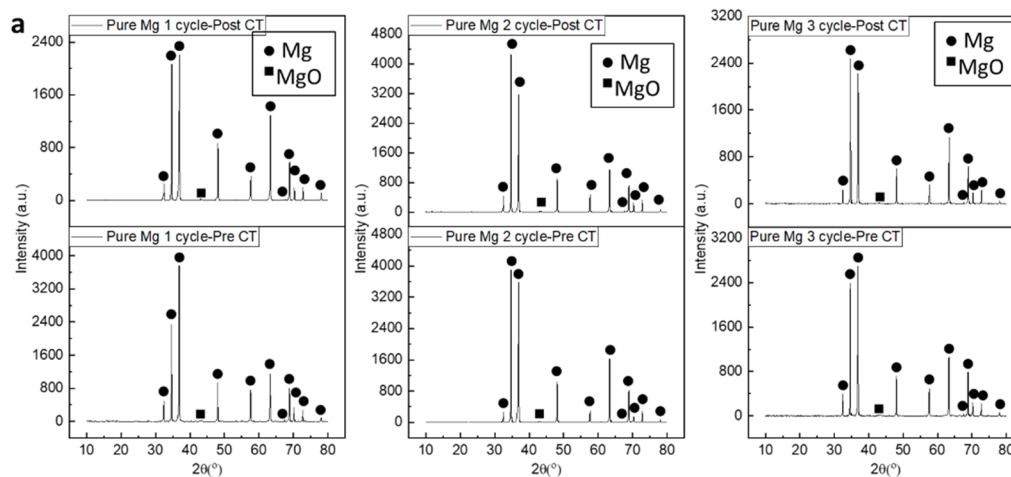 a
Pure Mg 1 cycle-Post CT
Mg
MgO
2400
1600
800
0
Pure Mg 1 cycle-Pre CT
4000
3200
2400
1600
800
0
10 20 30 40 50 60 70 80
2θ(°)
Intensity (a.u.)
Pure Mg 2 cycle-Post CT
Mg
MgO
4800
4000
3200
2400
1600
800
0
Pure Mg 2 cycle-Pre CT
4800
4000
3200
2400
1600
800
0
10 20 30 40 50 60 70 80
2θ(°)
Intensity (a.u.)
Pure Mg 3 cycle-Post CT
Mg
MgO
3200
2400
1600
800
0
Pure Mg 3 cycle-Pre CT
3200
2400
1600
800
0
10 20 30 40 50 60 70 80
2θ(°)
Intensity (a.u.)